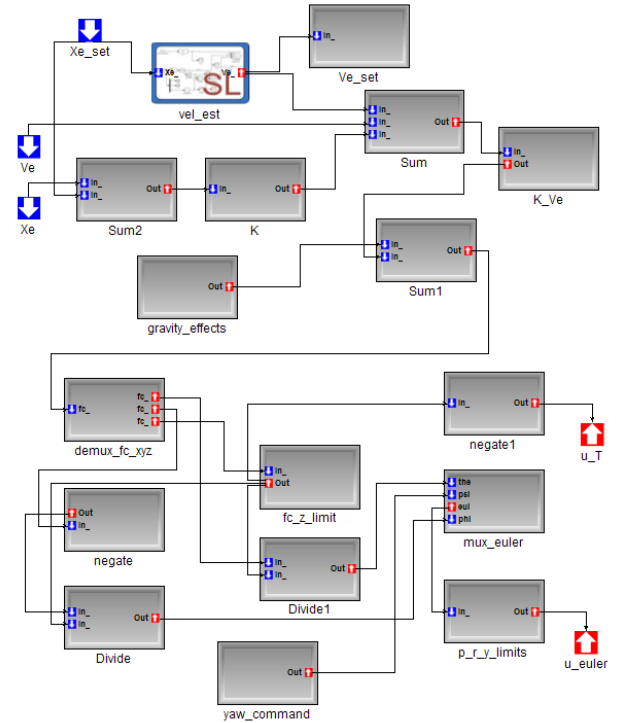 Xe_set
Xe_
Ve_
SL
vel_est
In_
Ve_set
In_
In_
In_
Out
Sum
Ve
In_
Out
K_Ve
Xe
In_
In_
Out
Sum2
In_
Out
K
In_
In_
Out
Sum1
Out
gravity_effects
fc_
fc_
fc_
fc_
demux_fc_xyz
In_
Out
negate1
u_T
In_
Out
fc_z_limit
the
psi
eul
phi
mux_euler
Out
In_
negate
In_
In_
Out
Divide1
In_
In_
Out
Divide
In_
Out
p_r_y_limits
u_euler
Out
yaw_command